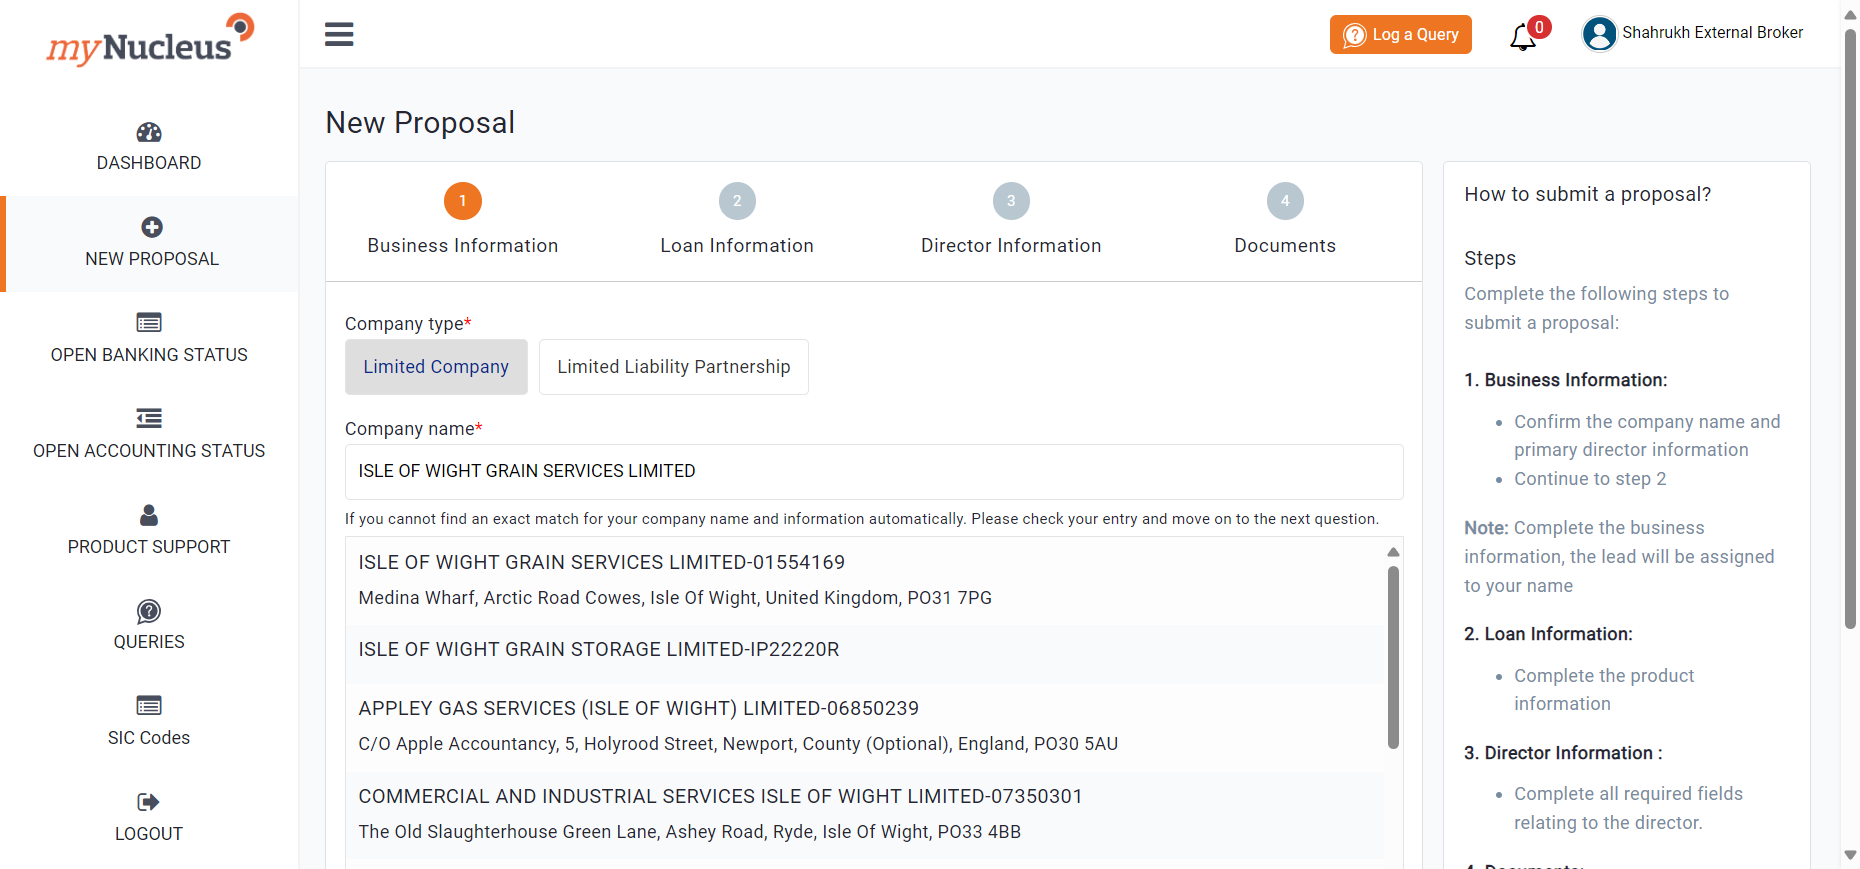 myNucleus
DASHBOARD
NEW PROPOSAL
OPEN BANKING STATUS
OPEN ACCOUNTING STATUS
PRODUCT SUPPORT
QUERIES
SIC Codes
LOGOUT
Log a Query
0
Shahrukh External Broker
New Proposal
1
2
3
4
Business Information
Loan Information
Director Information
Documents
Company type*
Limited Company
Limited Liability Partnership
Company name*
ISLE OF WIGHT GRAIN SERVICES LIMITED
If you cannot find an exact match for your company name and information automatically. Please check your entry and move on to the next question.
ISLE OF WIGHT GRAIN SERVICES LIMITED-01554169
Medina Wharf, Arctic Road Cowes, Isle Of Wight, United Kingdom, PO31 7PG
ISLE OF WIGHT GRAIN STORAGE LIMITED-IP22220R
APPLEY GAS SERVICES (ISLE OF WIGHT) LIMITED-06850239
C/O Apple Accountancy, 5, Holyrood Street, Newport, County (Optional), England, PO30 5AU
COMMERCIAL AND INDUSTRIAL SERVICES ISLE OF WIGHT LIMITED-07350301
The Old Slaughterhouse Green Lane, Ashey Road, Ryde, Isle Of Wight, PO33 4BB
How to submit a proposal?
Steps
Complete the following steps to
submit a proposal:
1. Business Information:
• Confirm the company name and
primary director information
• Continue to step 2
Note: Complete the business
information, the lead will be assigned
to your name
2. Loan Information:
• Complete the product
information
3. Director Information :
• Complete all required fields
relating to the director.
4. Documents: